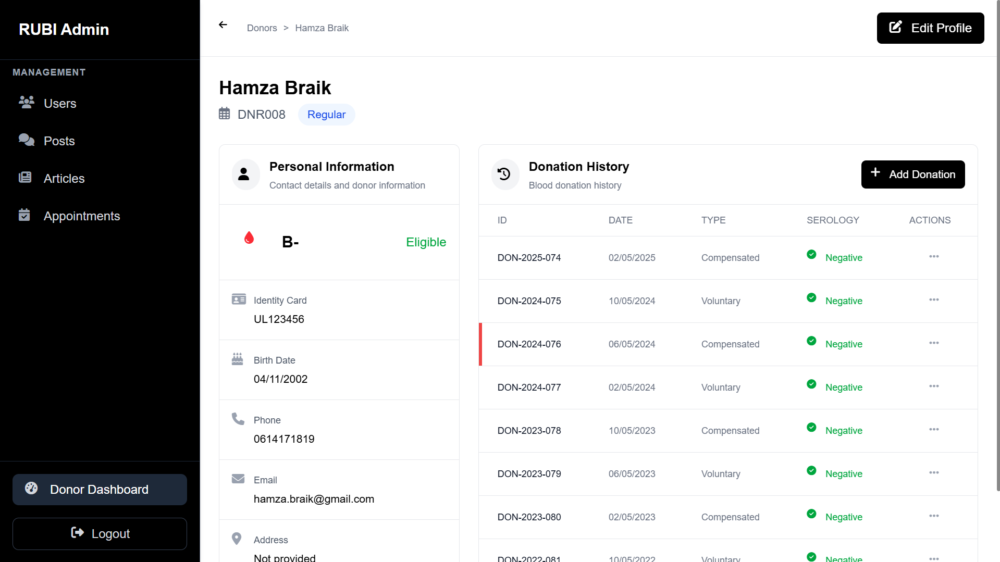 RUBI Admin
MANAGEMENT
Users
Posts
Articles
Appointments
Donor Dashboard
Logout
Donors > Hamza Braik
Edit Profile
Hamza Braik
DNR008 Regular
Personal Information
Contact details and donor information
B- Eligible
Identity Card
UL123456
Birth Date
04/11/2002
Phone
0614171819
Email
hamza.braik@gmail.com
Address
Not provided
Donation History
Blood donation history
Add Donation
ID DATE TYPE SEROLOGY ACTIONS
DON-2025-074 02/05/2025 Compensated Negative
DON-2024-075 10/05/2024 Voluntary Negative
DON-2024-076 06/05/2024 Compensated Negative
DON-2024-077 02/05/2024 Voluntary Negative
DON-2023-078 10/05/2023 Compensated Negative
DON-2023-079 06/05/2023 Voluntary Negative
DON-2023-080 02/05/2023 Compensated Negative
DON-2022-081 10/05/2022 Voluntary Negative